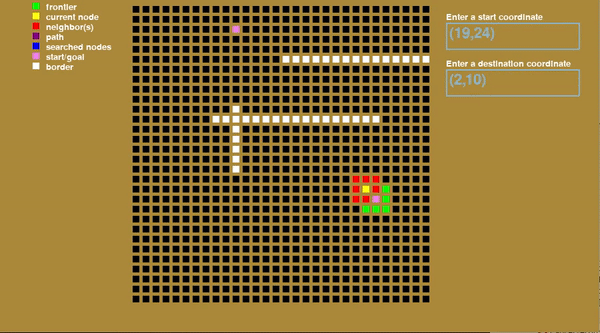 frontier
current node
neighbor(s)
path
searched nodes
start/goal
border
Enter a start coordinate
(19,24)
Enter a destination coordinate
(2,10)